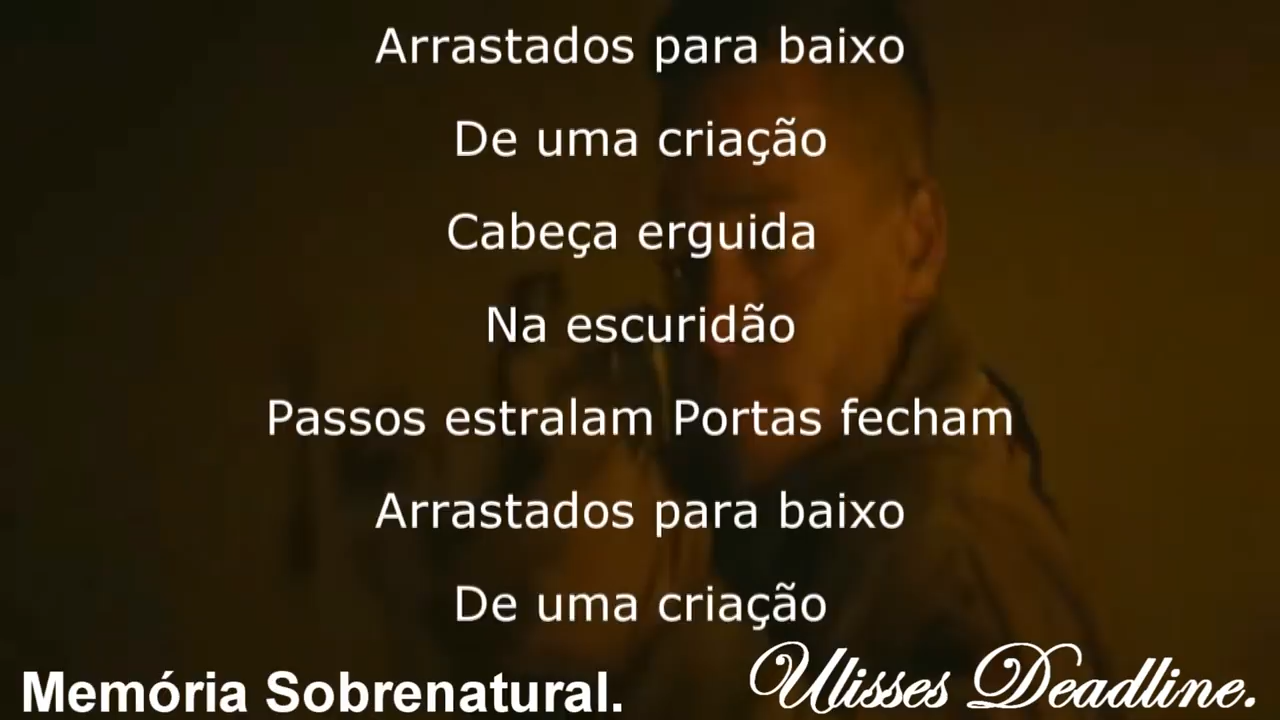 Arrastados para baixo
De uma criação
Cabeça erguida
Na escuridão
Passos estralam Portas fecham
Arrastados para baixo
De uma criação
Memória Sobrenatural.
Ulisses Deadline.